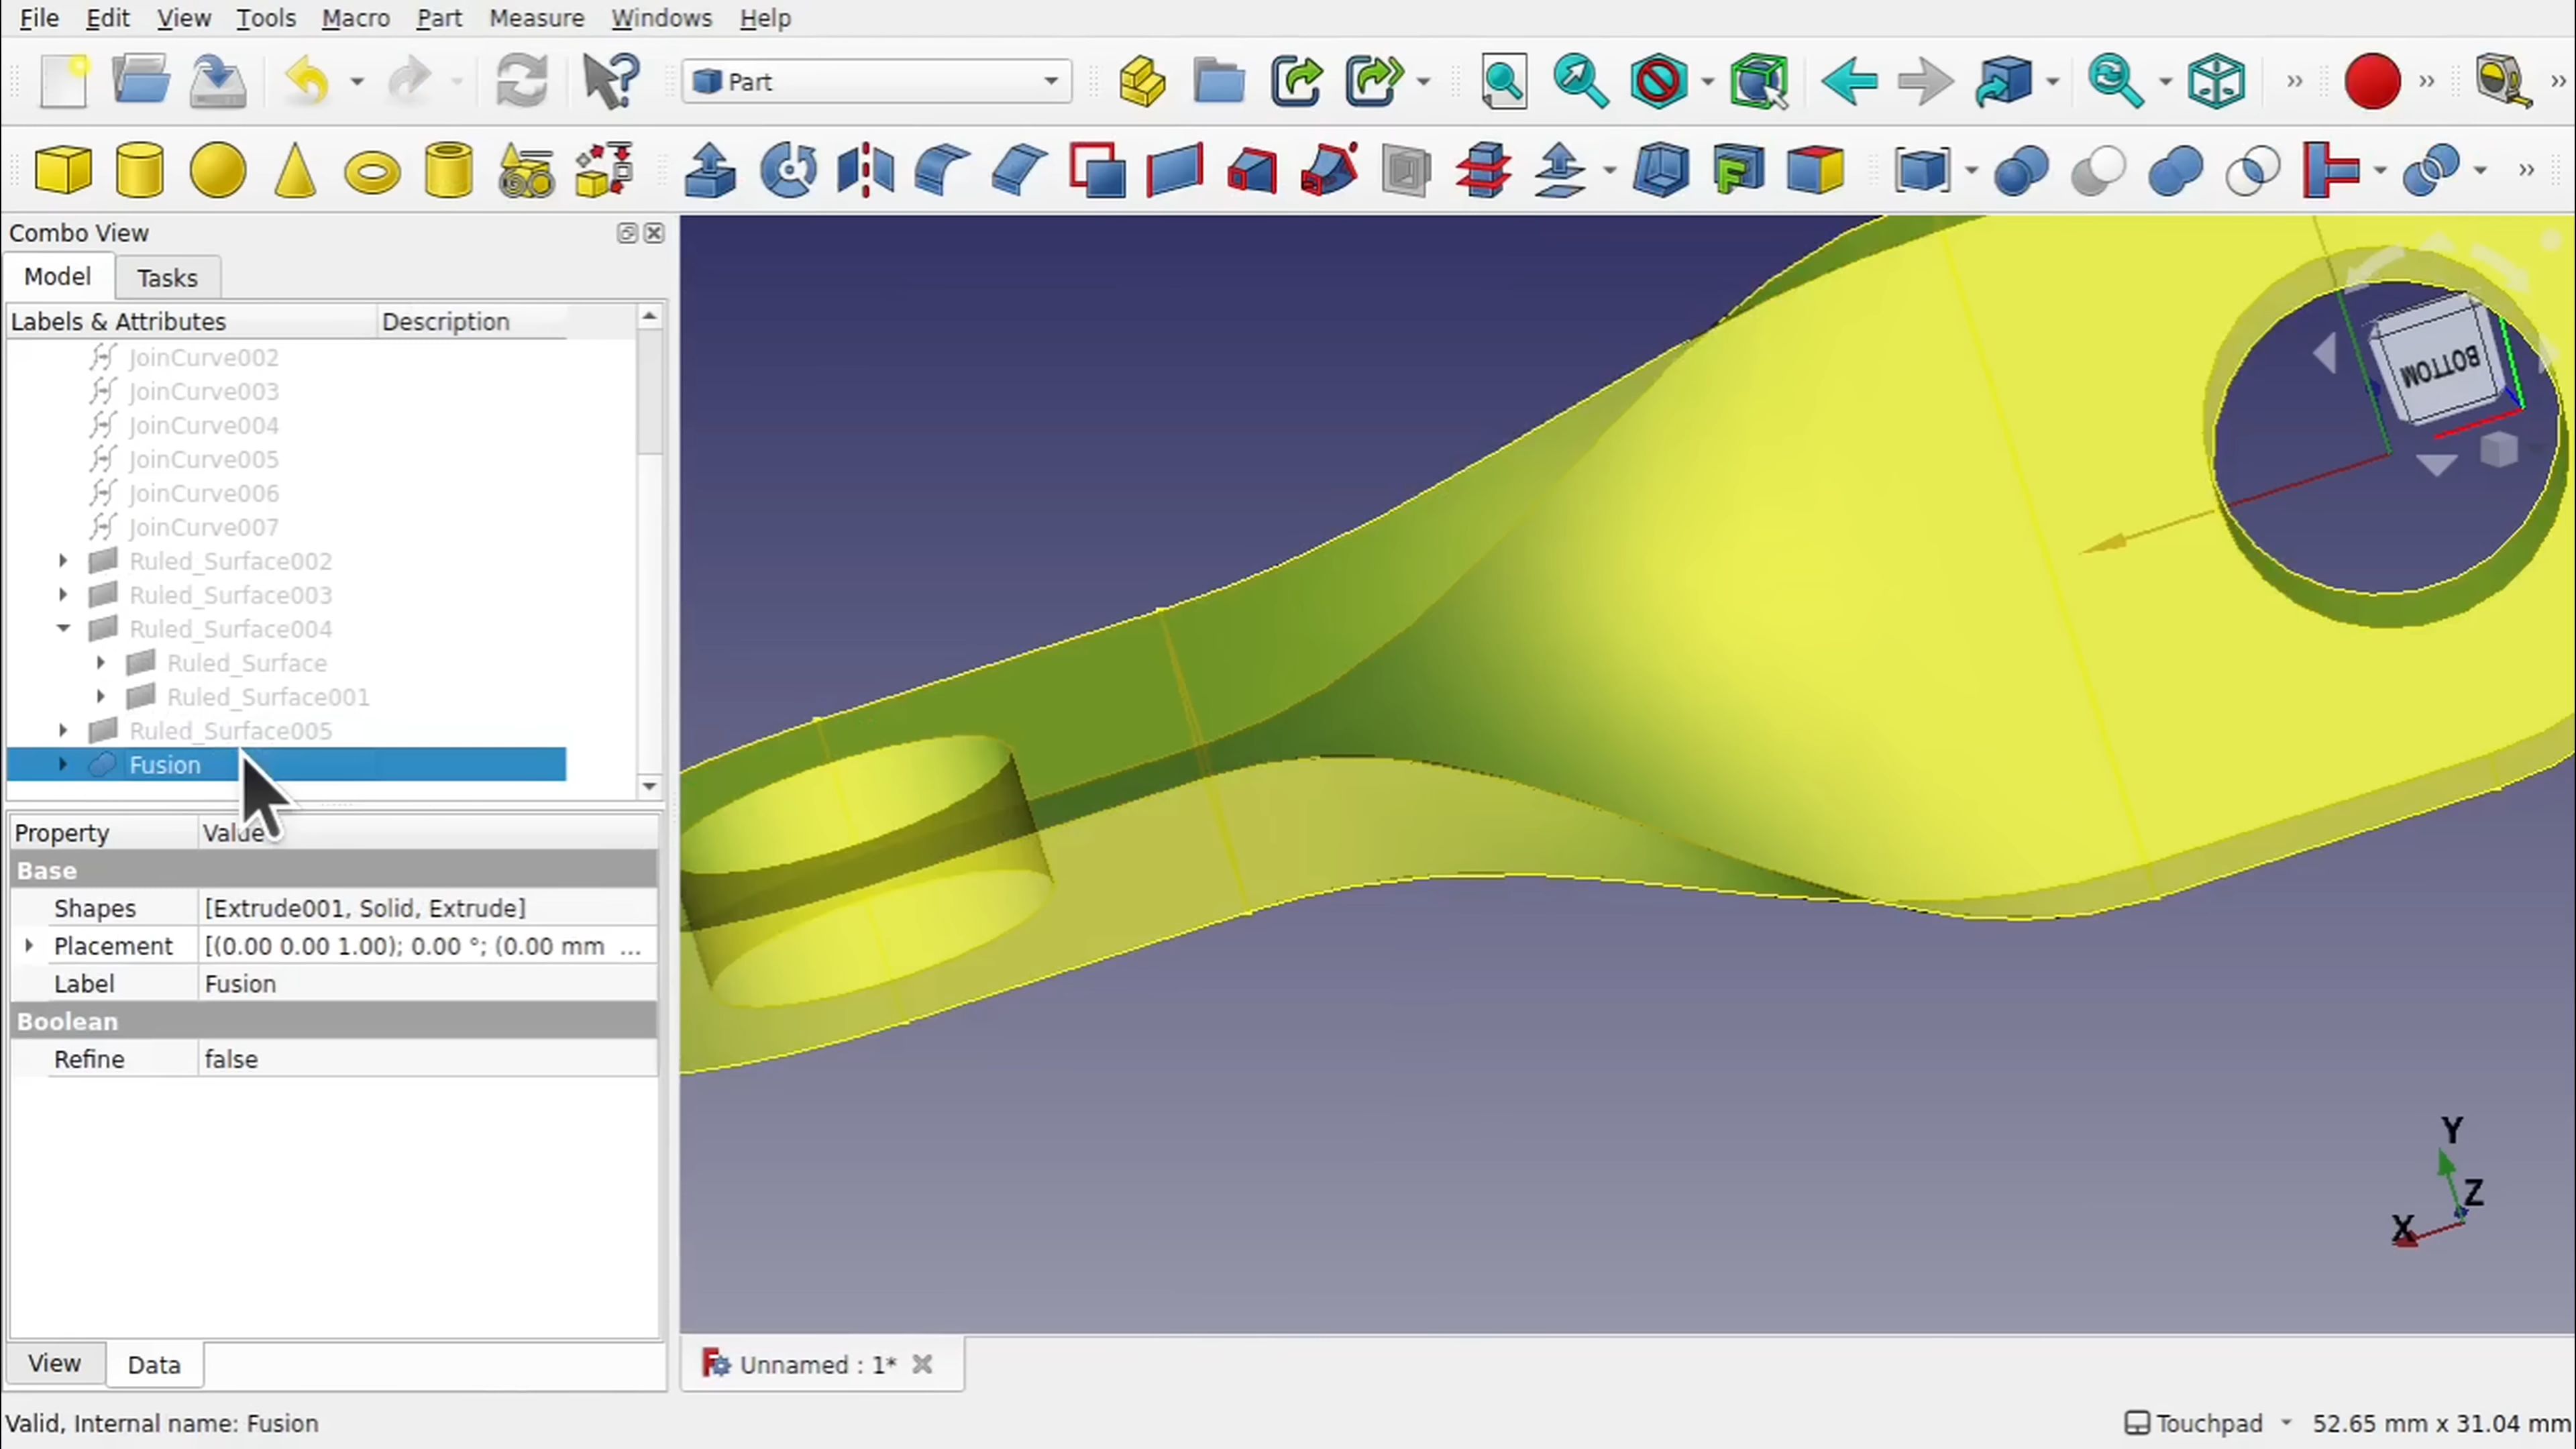 File Edit View Tools Macro Part Measure Windows Help
Part
Combo View
Model Tasks
Labels & Attributes Description
JoinCurve002
JoinCurve003
JoinCurve004
JoinCurve005
JoinCurve006
JoinCurve007
Ruled_Surface002
Ruled_Surface003
Ruled_Surface004
Ruled_Surface
Ruled_Surface001
Ruled_Surface005
Fusion
Property Value
Base
Shapes [Extrude001, Solid, Extrude]
Placement [(0.00 0.00 1.00); 0.00 °; (0.00 mm ...
Label Fusion
Boolean
Refine false
View Data
BOTTOM
Y
Z
X
Unnamed : 1*
Valid, Internal name: Fusion
Touchpad 52.65 mm x 31.04 mm